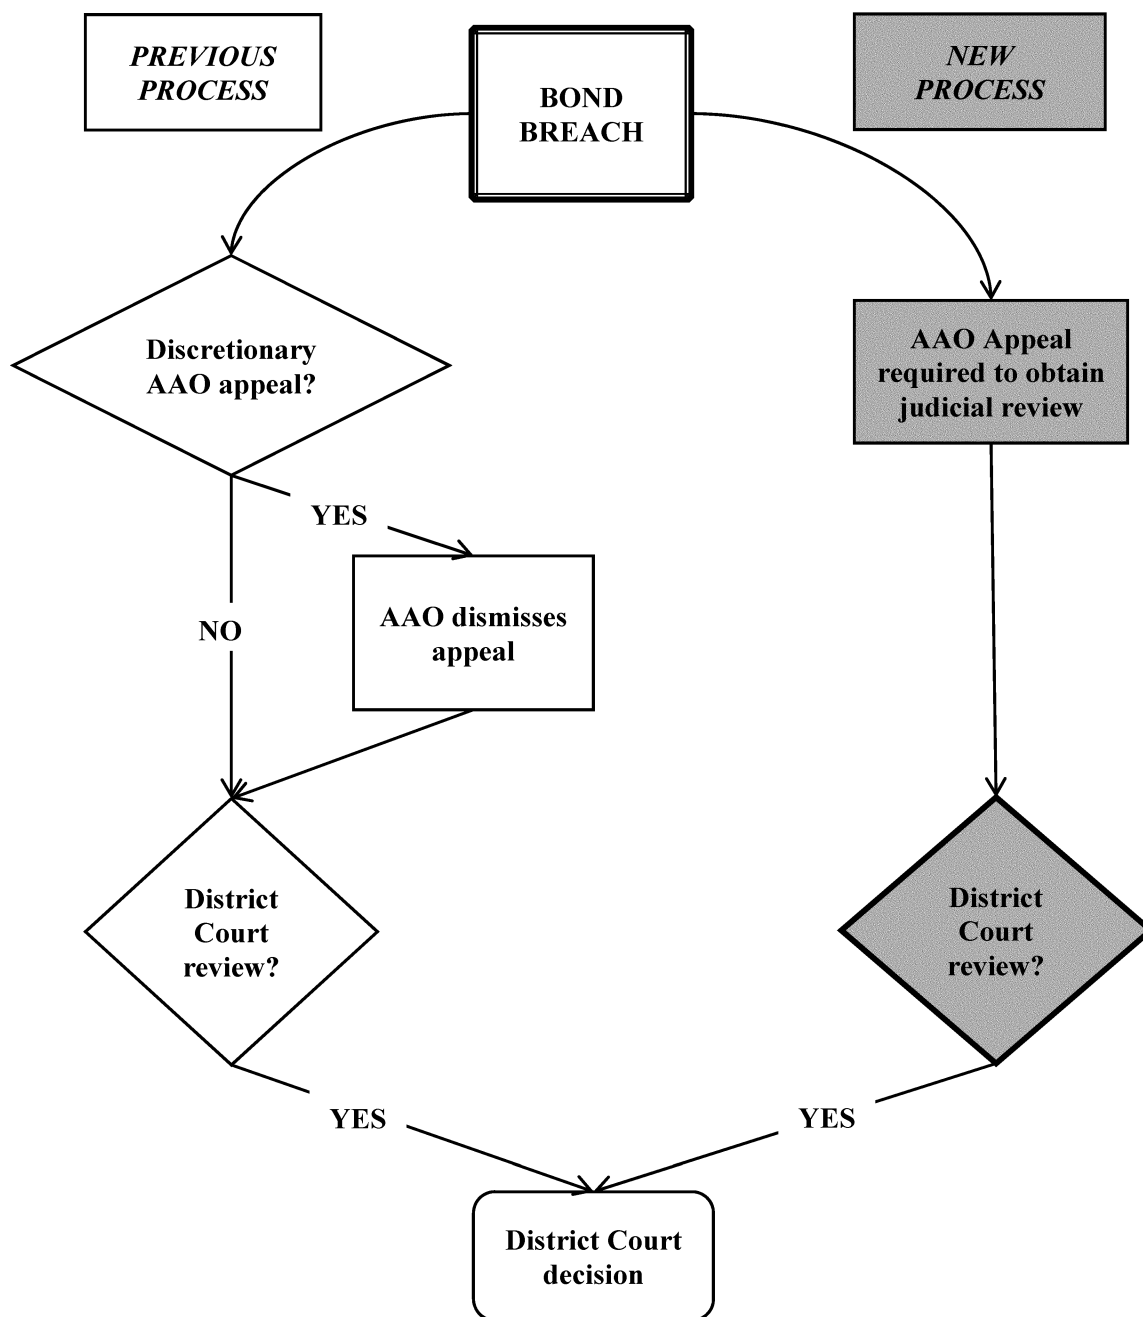 PREVIOUS
PROCESS
BOND
BREACH
NEW
PROCESS
Discretionary
AAO appeal?
AAO Appeal
required to obtain
judicial review
YES
NO
AAO dismisses
appeal
District
Court
review?
District
Court
review?
YES
YES
District Court
decision